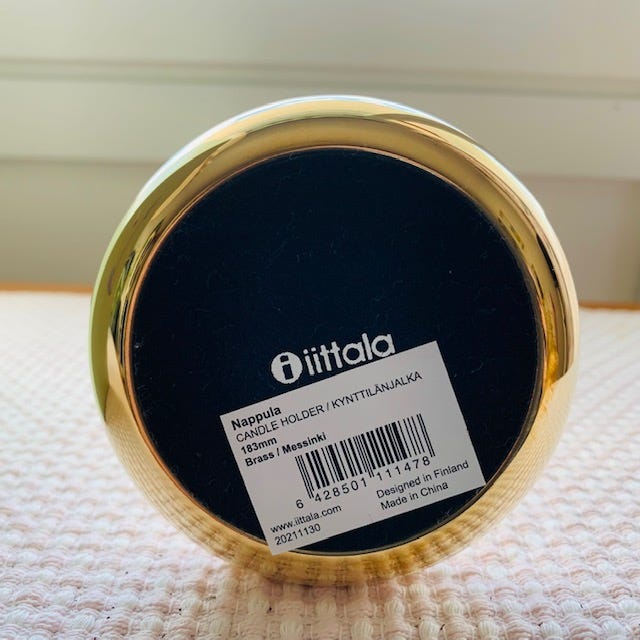 iittala
Nappula
CANDLE HOLDER / KYNTTILÄNJALKA
183mm
Brass / Messinki
6 428501 111478
www.iittala.com
20211130
Designed in Finland
Made in China